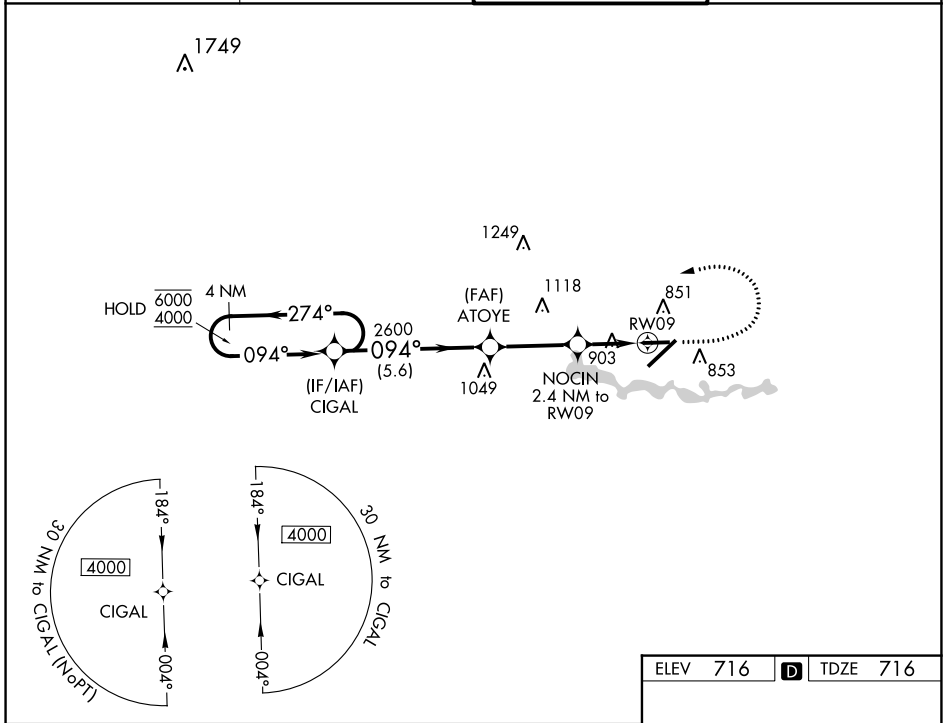 1749
1249
(FAF)
ATOYE
1118
851
RW09
HOLD
6000
4000
4 NM
274°
094°
2600
094°
(5.6)
(IF/IAF)
CIGAL
1049
903
853
NOCIN
2.4 NM to
RW09
184°
4000
CIGAL
004°
30 NM to CIGAL (NoPT)
184°
4000
CIGAL
004°
30 NM to CIGAL
ELEV 716 D TDZE 716